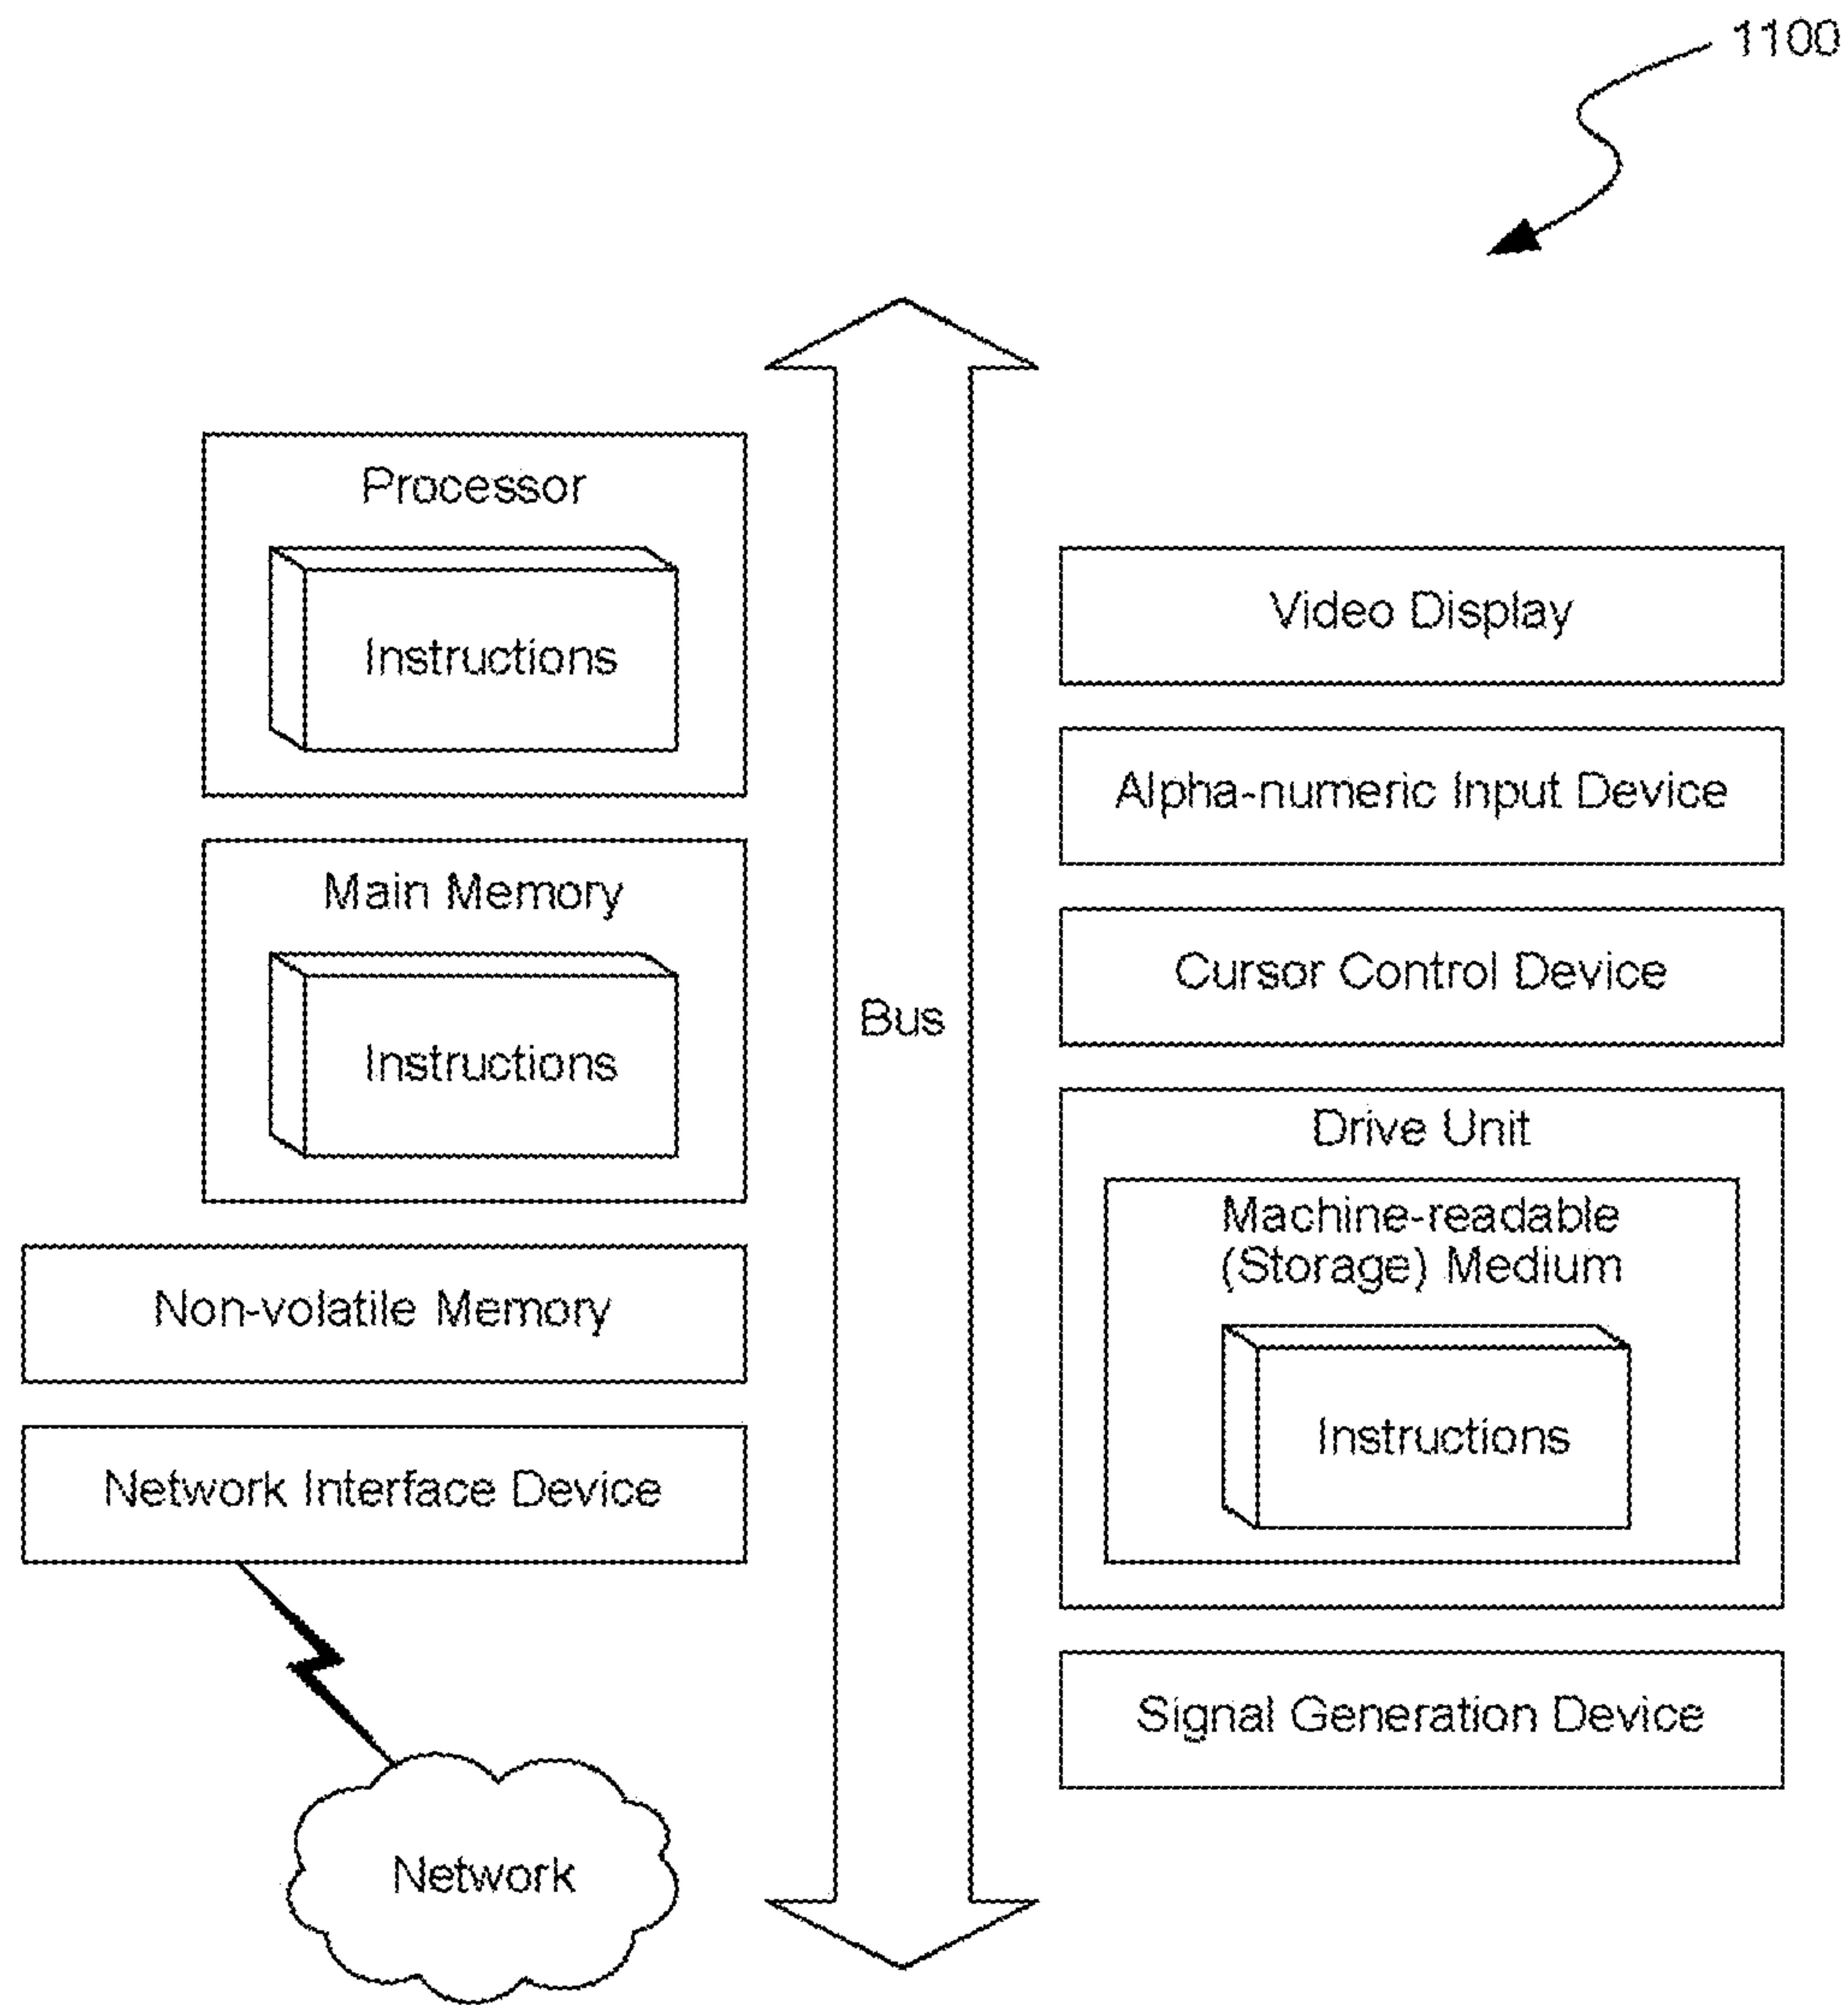 1100
Processor
Instructions
Main Memory
Instructions
Non-volatile Memory
Network Interface Device
Network
Bus
Video Display
Alpha-numeric Input Device
Cursor Control Device
Drive Unit
Machine-readable
(Storage) Medium
Instructions
Signal Generation Device